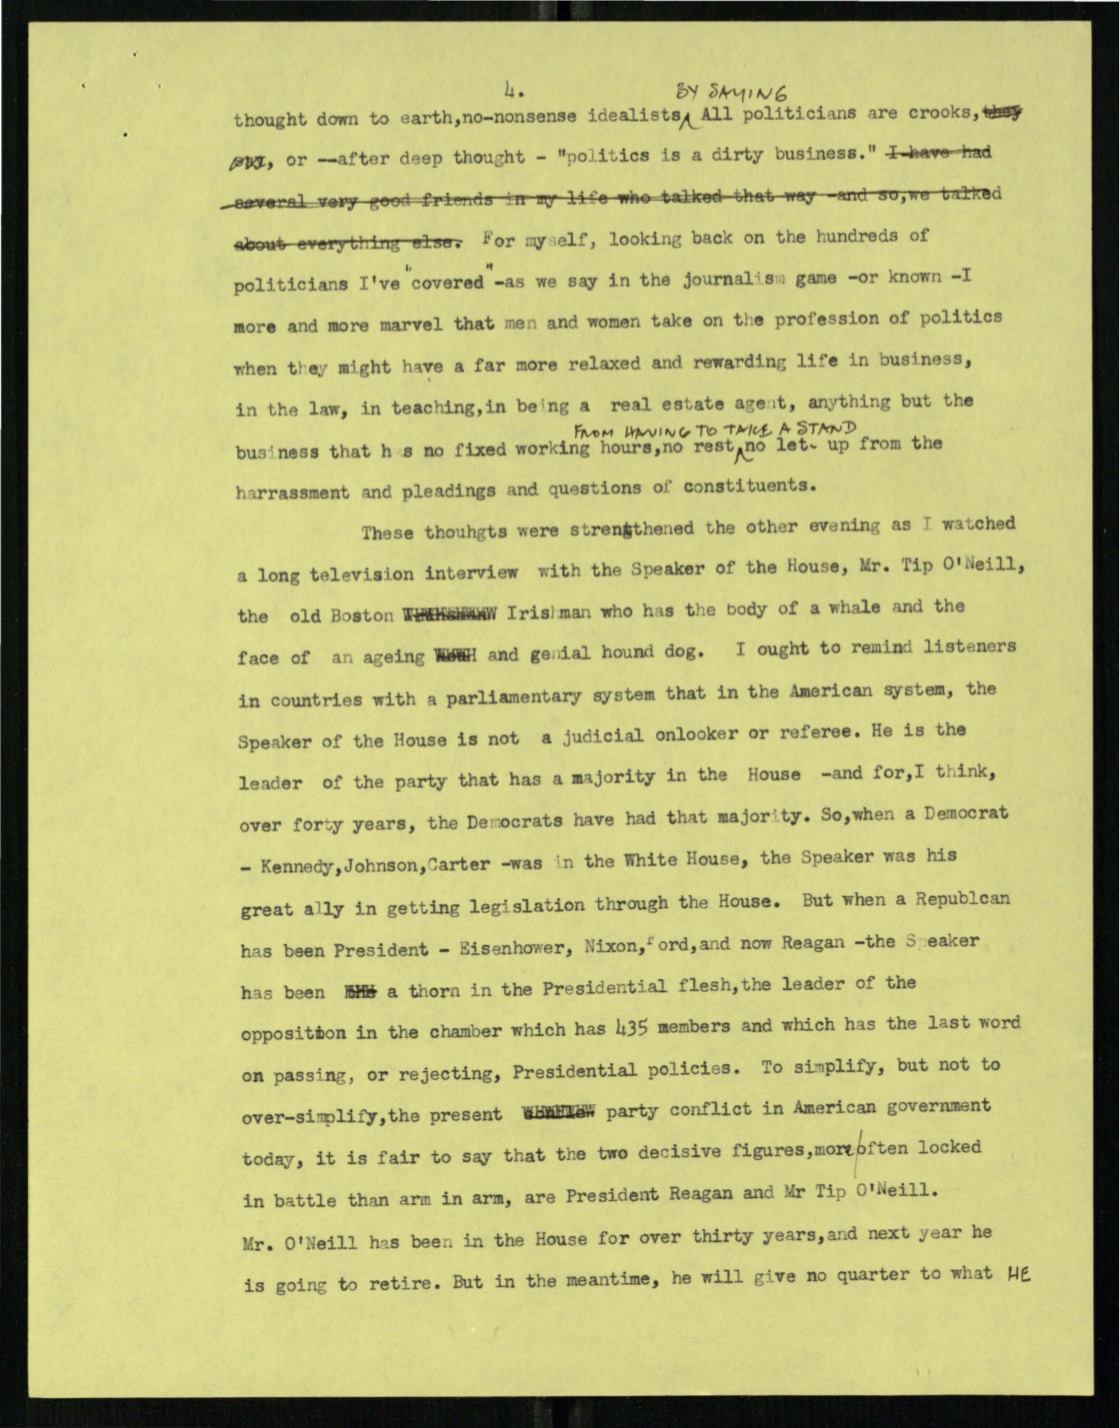 4.
BY SAYING
thought down to earth,no-nonsense idealists, All politicians are crooks, they
say, or --after deep thought - "politics is a dirty business." I have had
several very good friends in my life who talked that way -and so,we talked
about everything else. For myself, looking back on the hundreds of
politicians I've "covered" -as we say in the journalism game -or known -I
more and more marvel that men and women take on the profession of politics
when they might have a far more relaxed and rewarding life in business,
in the law, in teaching,in being a real estate agent, anything but the
FROM HAVING TO TAKE A STAND
business that h s no fixed working hours,no rest, no let- up from the
harrassment and pleadings and questions of constituents.
These thouhgts were strengthened the other evening as I watched
a long television interview with the Speaker of the House, Mr. Tip O'Neill,
the old Boston Irishman who has the body of a whale and the
face of an ageing and genial hound dog. I ought to remind listeners
in countries with a parliamentary system that in the American system, the
Speaker of the House is not a judicial onlooker or referee. He is the
leader of the party that has a majority in the House -and for,I think,
over forty years, the Democrats have had that majority. So,when a Democrat
- Kennedy,Johnson,Carter -was in the White House, the Speaker was his
great ally in getting legislation through the House. But when a Republcan
has been President - Eisenhower, Nixon,Ford,and now Reagan -the Speaker
has been a thorn in the Presidential flesh,the leader of the
opposition in the chamber which has 435 members and which has the last word
on passing, or rejecting, Presidential policies. To simplify, but not to
over-simplify,the present party conflict in American government
today, it is fair to say that the two decisive figures,more often locked
in battle than arm in arm, are President Reagan and Mr Tip O'Neill.
Mr. O'Neill has been in the House for over thirty years,and next year he
is going to retire. But in the meantime, he will give no quarter to what HE